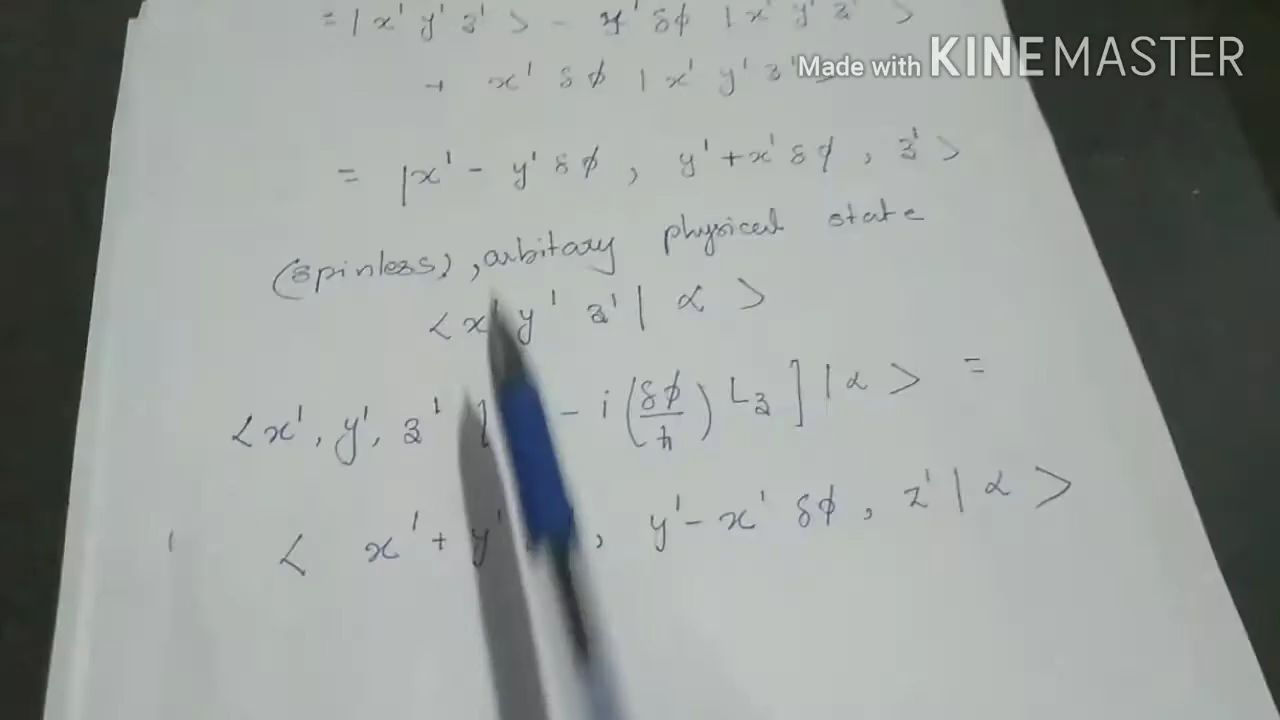 = | x' y' z' > - y' δφ | x' y' z' >
Made with KINEMASTER
+ x' δφ | x' y' z'
= | x' - y' δφ , y' + x' δφ , z' >
(spinless) , arbitary physical state
< x' y' z' | α >
< x', y', z' - i (δφ/ħ) L_z ] | α > =
< x' + y' , y' - x' δφ , z' | α >